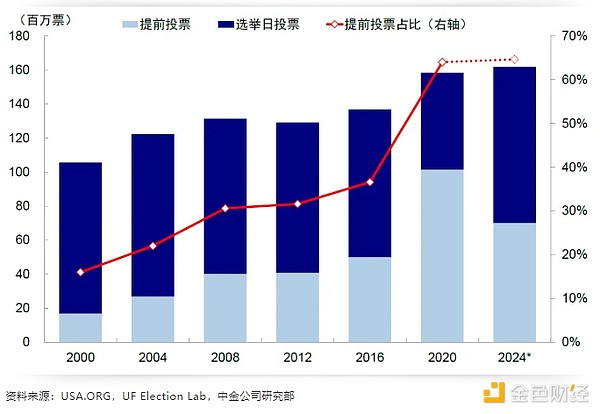 （百万票）
提前投票 选举日投票 提前投票占比（右轴）
180 70%
160 60%
140 50%
120 40%
100 30%
80 20%
60 10%
40 0%
20
0
2000 2004 2008 2012 2016 2020 2024*
资料来源：USA.ORG，UF Election Lab，中金公司研究部
金色财经